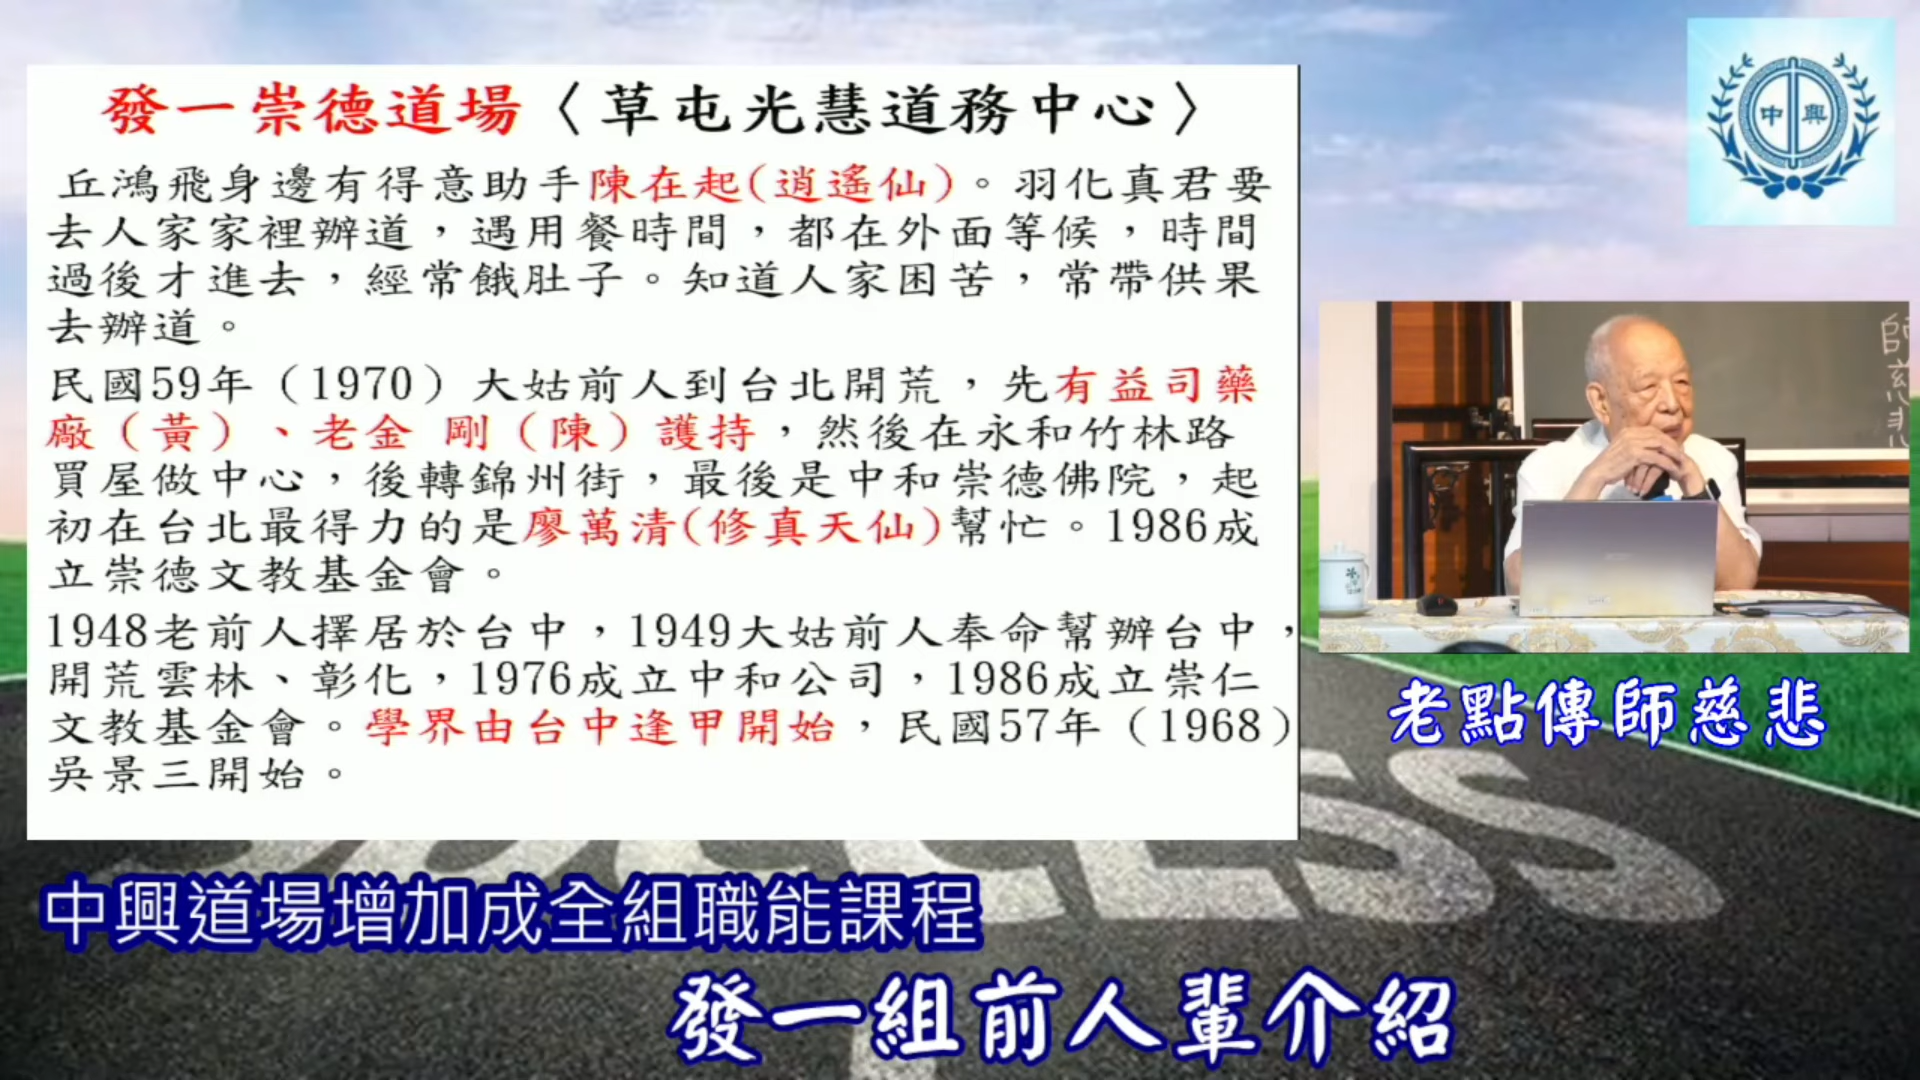 發一崇德道場〈草屯光慧道務中心〉
丘鴻飛身邊有得意助手陳在起(逍遙仙)。羽化真君要
去人家家裡辦道，遇用餐時間，都在外面等候，時間
過後才進去，經常餓肚子。知道人家困苦，常帶供果
去辦道。
民國59年（1970）大姑前人到台北開荒，先有益司藥
廠（黃）、老金 剛（陳）護持，然後在永和竹林路
買屋做中心，後轉錦州街，最後是中和崇德佛院，起
初在台北最得力的是廖萬清(修真天仙)幫忙。1986成
立崇德文教基金會。
1948老前人擇居於台中，1949大姑前人奉命幫辦台中，
開荒雲林、彰化，1976成立中和公司，1986成立崇仁
文教基金會。學界由台中逢甲開始，民國57年（1968）
吳景三開始。
中興
師慈悲
老點傳師慈悲
SUCCESS
中興道場增加成全組職能課程
發一組前人輩介紹